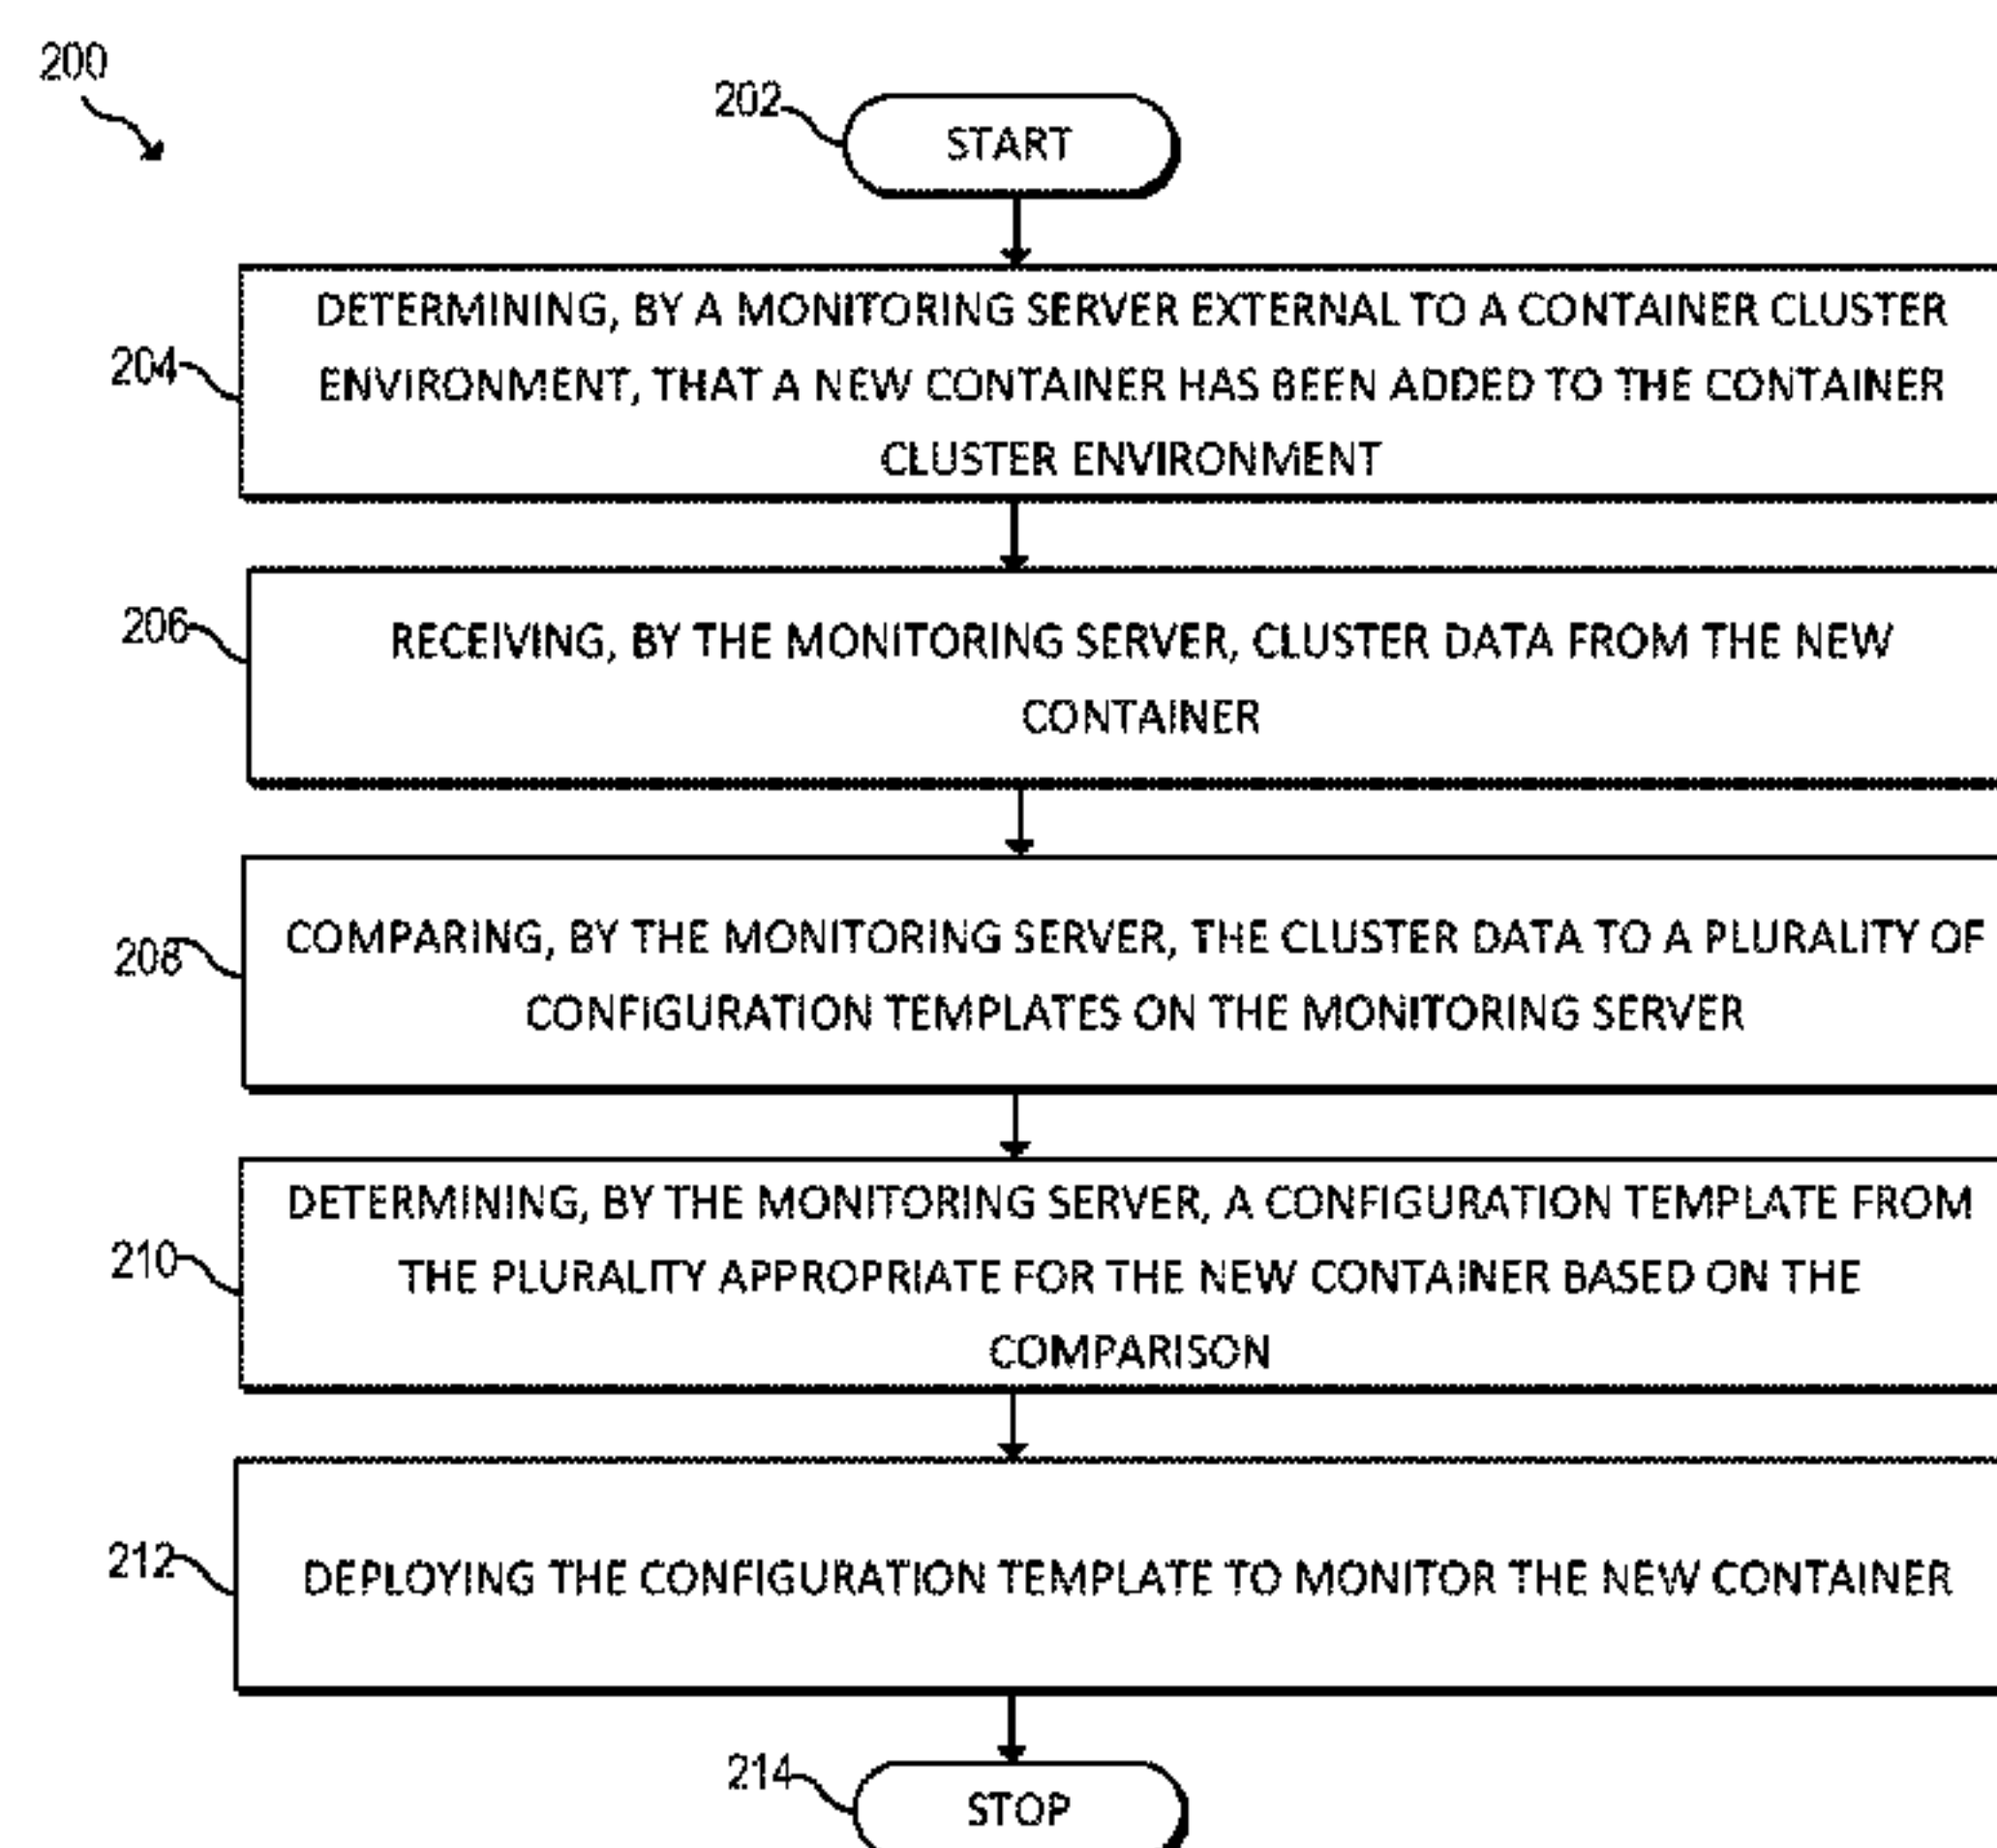 200
202
START
204
DETERMINING, BY A MONITORING SERVER EXTERNAL TO A CONTAINER CLUSTER
ENVIRONMENT, THAT A NEW CONTAINER HAS BEEN ADDED TO THE CONTAINER
CLUSTER ENVIRONMENT
206
RECEIVING, BY THE MONITORING SERVER, CLUSTER DATA FROM THE NEW
CONTAINER
208
COMPARING, BY THE MONITORING SERVER, THE CLUSTER DATA TO A PLURALITY OF
CONFIGURATION TEMPLATES ON THE MONITORING SERVER
210
DETERMINING, BY THE MONITORING SERVER, A CONFIGURATION TEMPLATE FROM
THE PLURALITY APPROPRIATE FOR THE NEW CONTAINER BASED ON THE
COMPARISON
212
DEPLOYING THE CONFIGURATION TEMPLATE TO MONITOR THE NEW CONTAINER
214
STOP